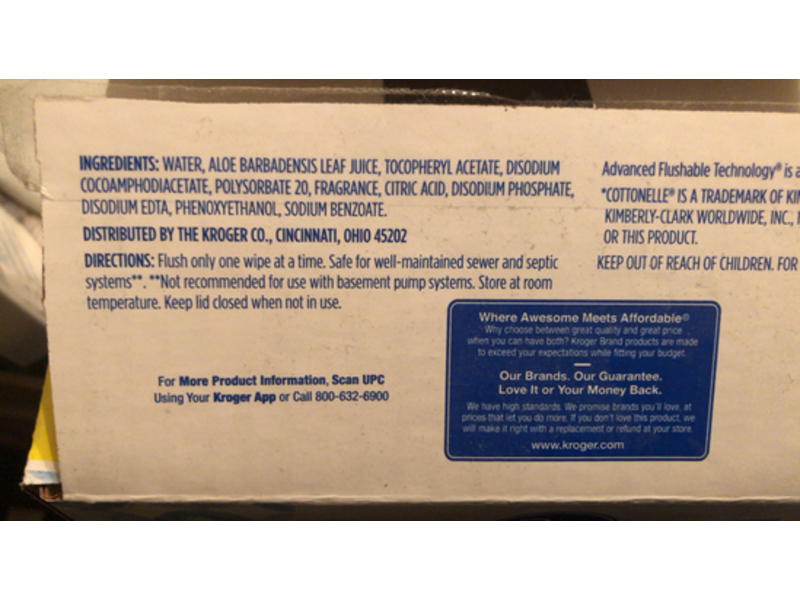 INGREDIENTS: WATER, ALOE BARBADENSIS LEAF JUICE, TOCOPHERYL ACETATE, DISODIUM
COCOAMPHODIACETATE, POLYSORBATE 20, FRAGRANCE, CITRIC ACID, DISODIUM PHOSPHATE,
DISODIUM EDTA, PHENOXYETHANOL, SODIUM BENZOATE.
DISTRIBUTED BY THE KROGER CO., CINCINNATI, OHIO 45202
DIRECTIONS: Flush only one wipe at a time. Safe for well-maintained sewer and septic
systems**. **Not recommended for use with basement pump systems. Store at room
temperature. Keep lid closed when not in use.
For More Product Information, Scan UPC
Using Your Kroger App or Call 800-632-6900
Advanced Flushable Technology® is a
*COTTONELLE® IS A TRADEMARK OF
KIMBERLY-CLARK WORLDWIDE, INC.,
OR THIS PRODUCT.
KEEP OUT OF REACH OF CHILDREN. FOR
Where Awesome Meets Affordable®
Why choose between great quality and great price
when you can have both? Kroger Brand products are made
to exceed your expectations while fitting your budget.
Our Brands. Our Guarantee.
Love It or Your Money Back.
We have high standards. We promise brands you'll love, at
prices that let you do more. If you don't love this product, we
will make it right with a replacement or refund at your store.
www.kroger.com